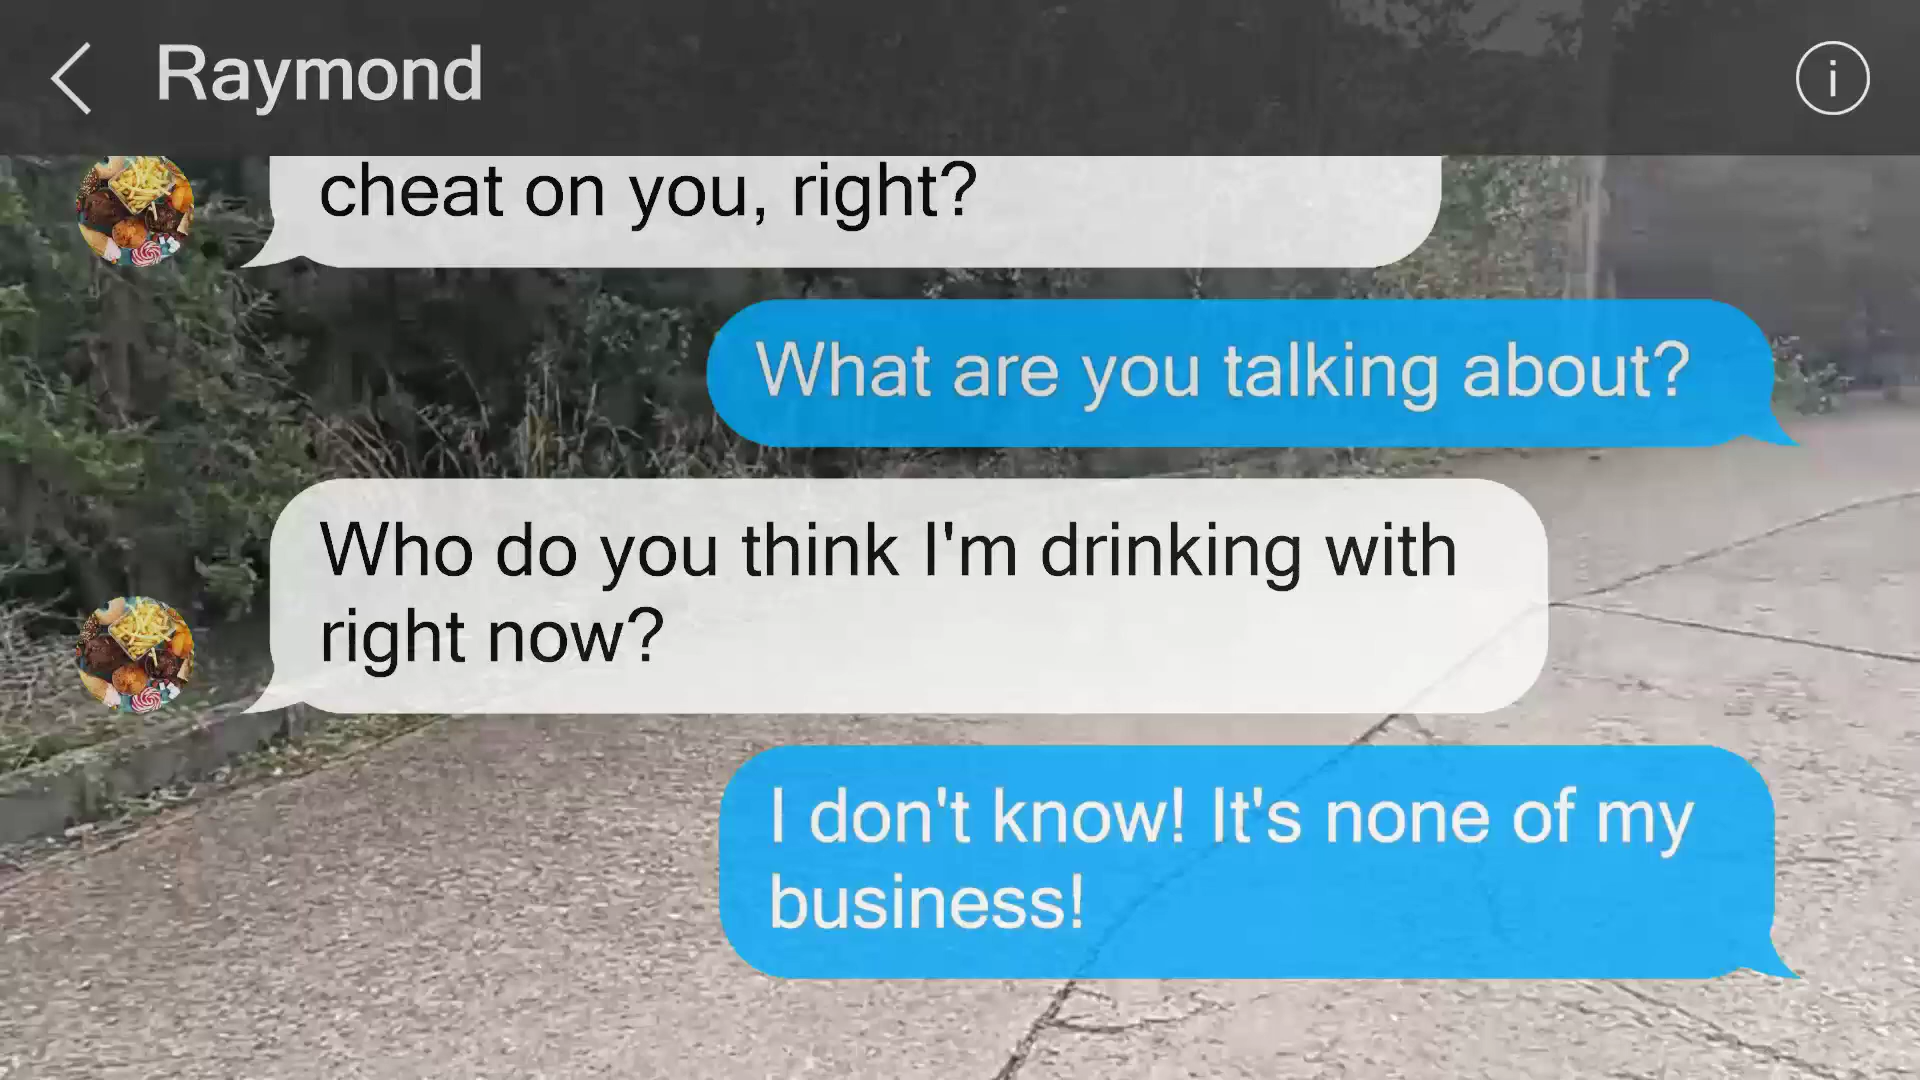 Raymond
cheat on you, right?
What are you talking about?
Who do you think I'm drinking with
right now?
I don't know! It's none of my
business!